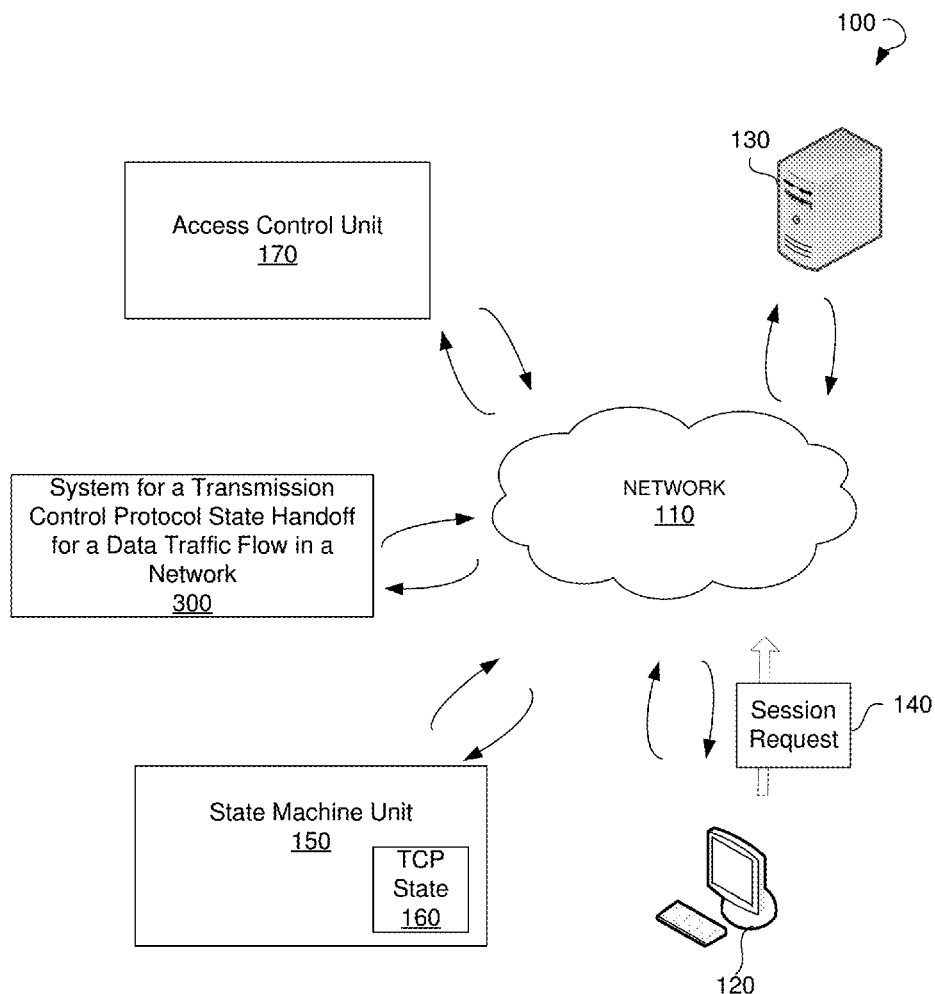 100
130
Access Control Unit
170
System for a Transmission
Control Protocol State Handoff
for a Data Traffic Flow in a
Network
300
NETWORK
110
Session
Request
140
State Machine Unit
150
TCP
State
160
120